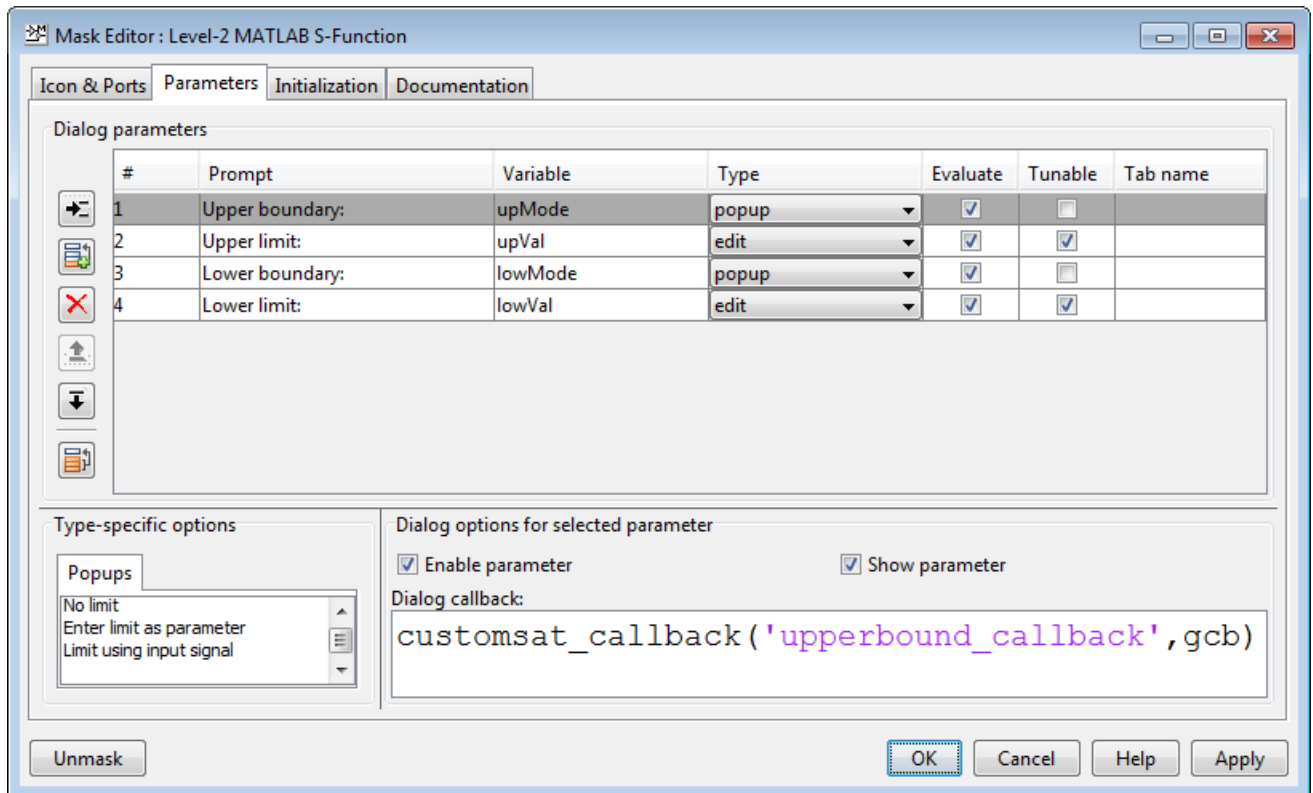 Mask Editor : Level-2 MATLAB S-Function
Icon & Ports Parameters Initialization Documentation
Dialog parameters
# Prompt Variable Type Evaluate Tunable Tab name
1 Upper boundary: upMode popup
2 Upper limit: upVal edit
3 Lower boundary: lowMode popup
4 Lower limit: lowVal edit
Type-specific options
Popups
No limit
Enter limit as parameter
Limit using input signal
Dialog options for selected parameter
Enable parameter Show parameter
Dialog callback:
customsat_callback('upperbound_callback',gcb)
Unmask OK Cancel Help Apply